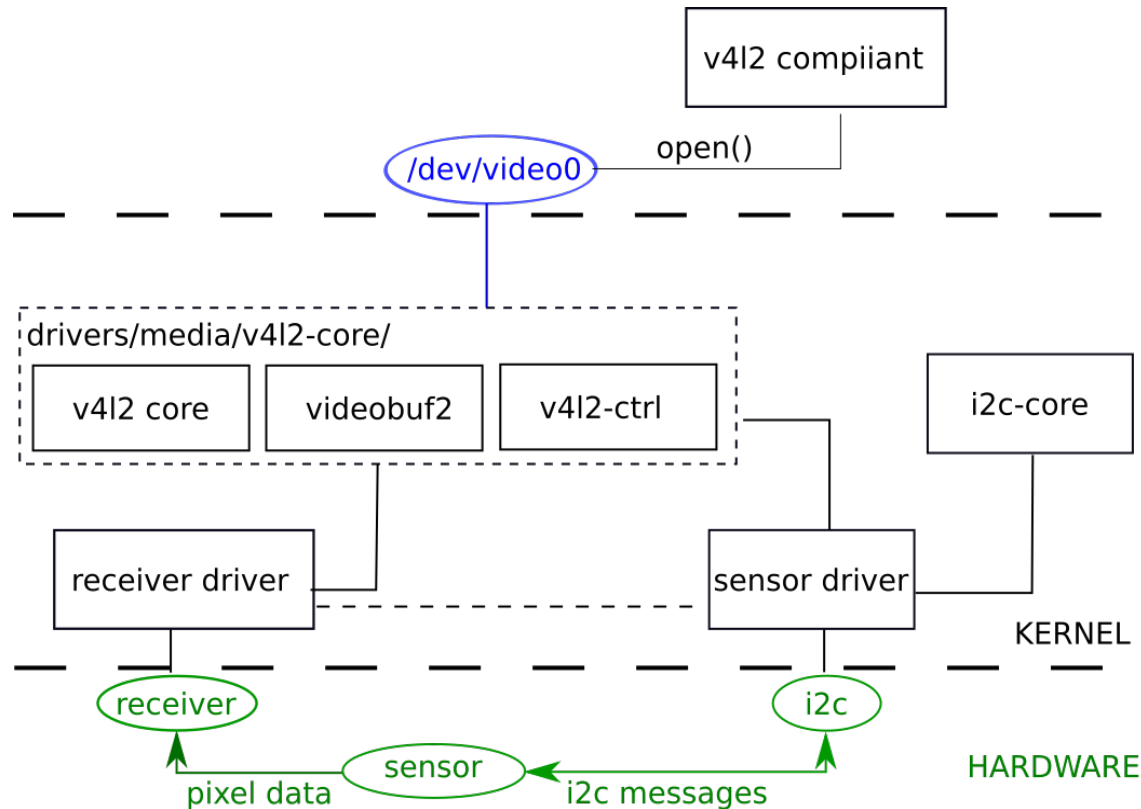 v4l2 compiiant
open()
/dev/video0
drivers/media/v4l2-core/
v4l2 core
videobuf2
v4l2-ctrl
i2c-core
receiver driver
sensor driver
KERNEL
receiver
i2c
sensor
HARDWARE
pixel data
i2c messages